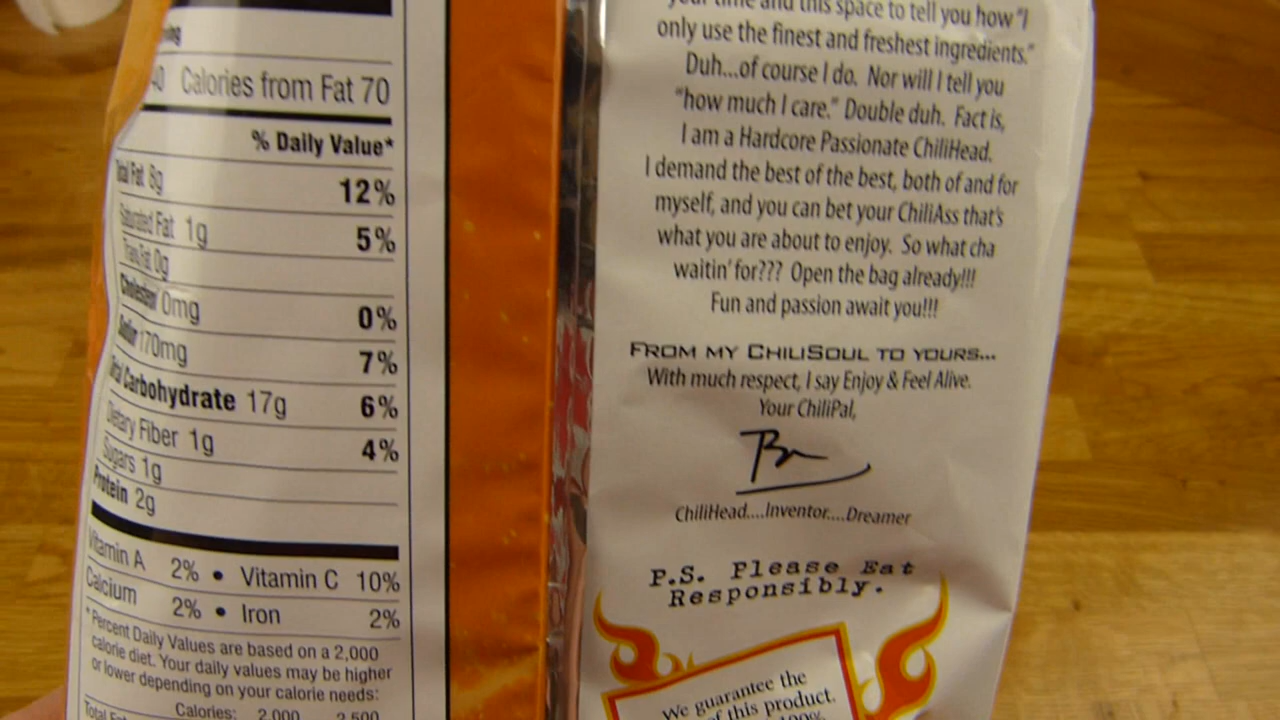 Calories from Fat 70
% Daily Value*
Total Fat 8g 12%
Saturated Fat 1g 5%
Trans Fat 0g
Cholesterol 0mg 0%
Sodium 170mg 7%
Total Carbohydrate 17g 6%
Dietary Fiber 1g 4%
Sugars 1g
Protein 2g
Vitamin A 2% • Vitamin C 10%
Calcium 2% • Iron 2%
* Percent Daily Values are based on a 2,000
calorie diet. Your daily values may be higher
or lower depending on your calorie needs:
Calories: 2,000 2,500
Total
your time and this space to tell you how "I
only use the finest and freshest ingredients."
Duh...of course I do. Nor will I tell you
"how much I care." Double duh. Fact is,
I am a Hardcore Passionate ChiliHead.
I demand the best of the best, both of and for
myself, and you can bet your ChiliAss that's
what you are about to enjoy. So what cha
waitin' for??? Open the bag already!!!
Fun and passion await you!!!
FROM MY CHILISOUL TO YOURS...
With much respect, I say Enjoy & Feel Alive.
Your ChiliPal,
ChiliHead....Inventor....Dreamer
P.S. Please Eat
Responsibly.
We guarantee the
of this product.
100%